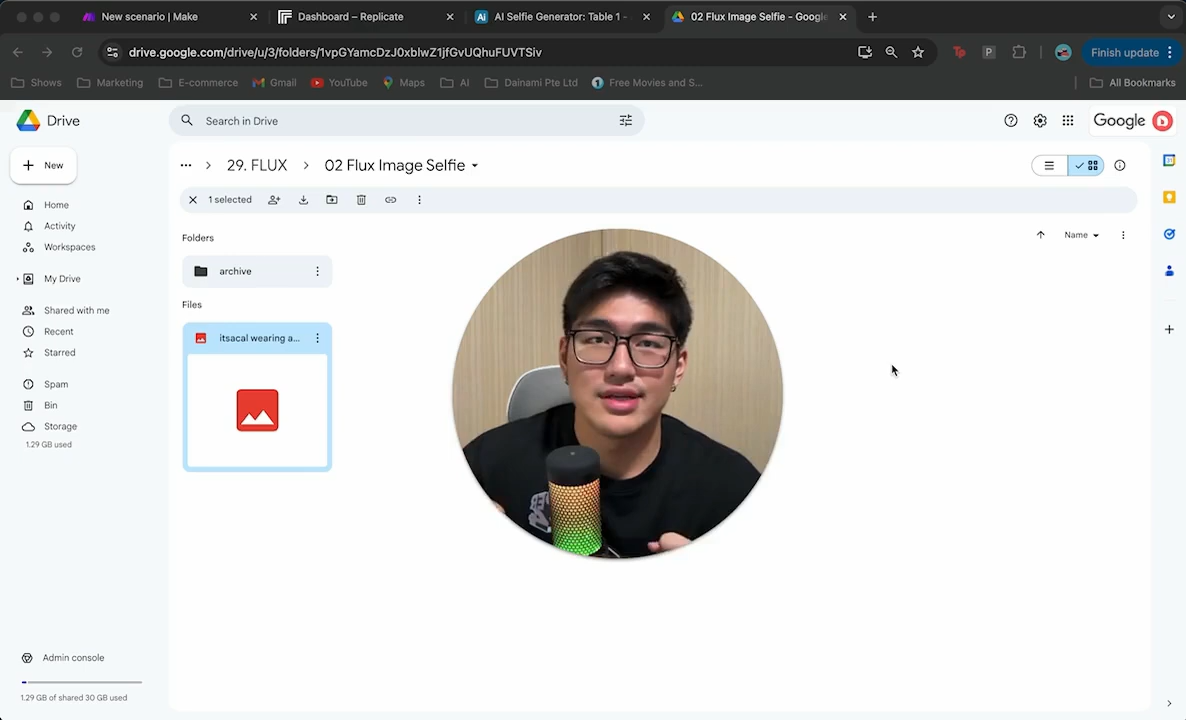 New scenario | Make
Dashboard – Replicate
AI Selfie Generator: Table 1 -
02 Flux Image Selfie - Google
drive.google.com/drive/u/3/folders/1vpGYamcDzJ0xblwZ1jfGvUQhuFUVTSiv
Finish update
Shows
Marketing
E-commerce
Gmail
YouTube
Maps
AI
Dainami Pte Ltd
Free Movies and S...
All Bookmarks
Drive
Search in Drive
Google
New
... > 29. FLUX > 02 Flux Image Selfie
1 selected
Home
Activity
Workspaces
My Drive
Shared with me
Recent
Starred
Spam
Bin
Storage
1.29 GB used
Folders
Name
archive
Files
itsacal wearing a...
Admin console
1.29 GB of shared 30 GB used